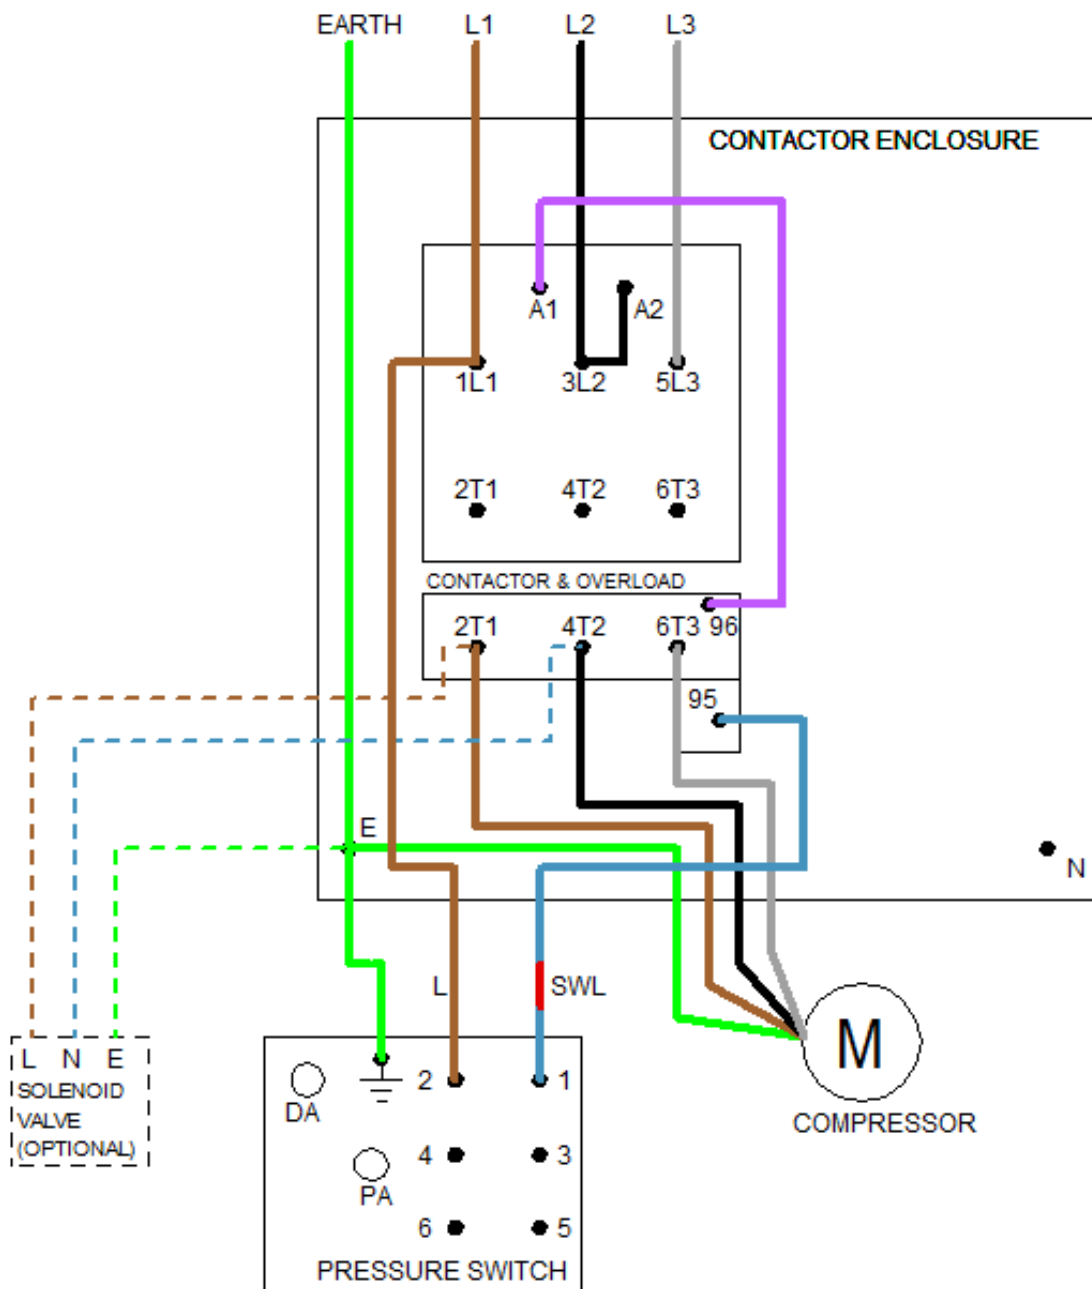 EARTH L1 L2 L3
CONTACTOR ENCLOSURE
A1 A2
1L1 3L2 5L3
2T1 4T2 6T3
CONTACTOR & OVERLOAD
2T1 4T2 6T3 96
95
E
N
L SWL
L N E
SOLENOID
VALVE
(OPTIONAL)
M
COMPRESSOR
2 1
DA
4 3
PA
6 5
PRESSURE SWITCH